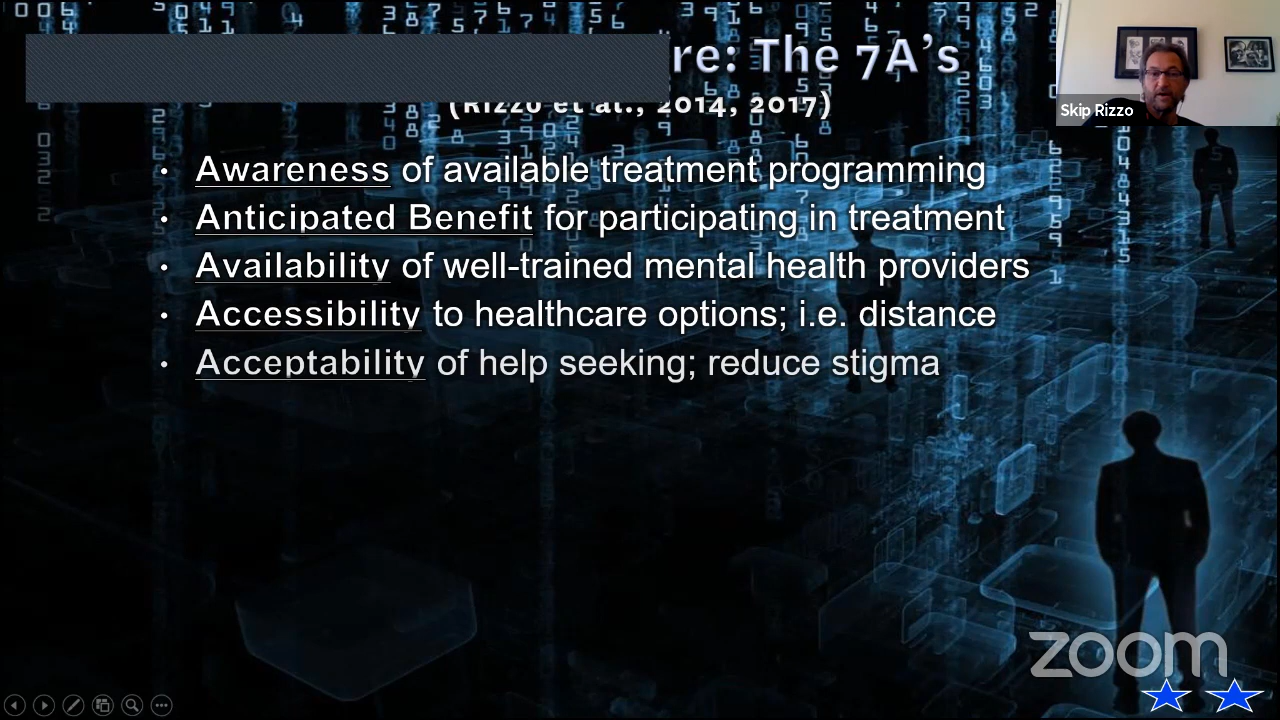 re: The 7A’s
(Rizzo et al., 2014, 2017)
Skip Rizzo
• Awareness of available treatment programming
• Anticipated Benefit for participating in treatment
• Availability of well-trained mental health providers
• Accessibility to healthcare options; i.e. distance
• Acceptability of help seeking; reduce stigma
zoom